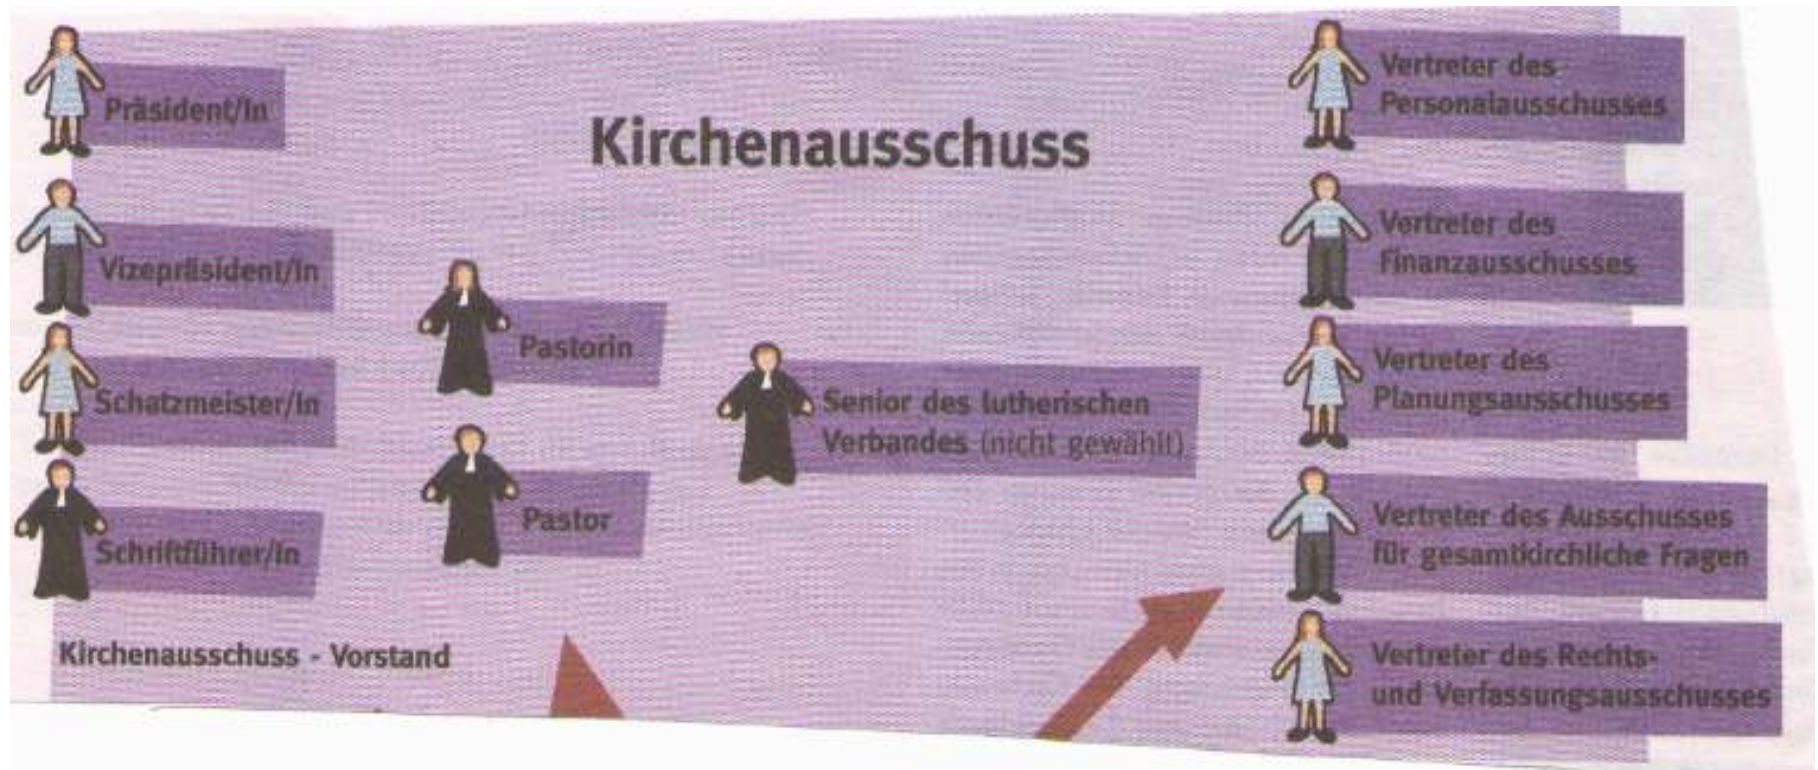 Kirchenausschuss
Präsident/In
Vizepräsident/In
Schatzmeister/In
Schriftführer/In
Kirchenausschuss - Vorstand
Pastorin
Pastor
Senior des lutherischen
Verbandes (nicht gewählt)
Vertreter des
Personalausschusses
Vertreter des
Finanzausschusses
Vertreter des
Planungsausschusses
Vertreter des Ausschusses
für gesamtkirchliche Fragen
Vertreter des Rechts-
und Verfassungsausschusses